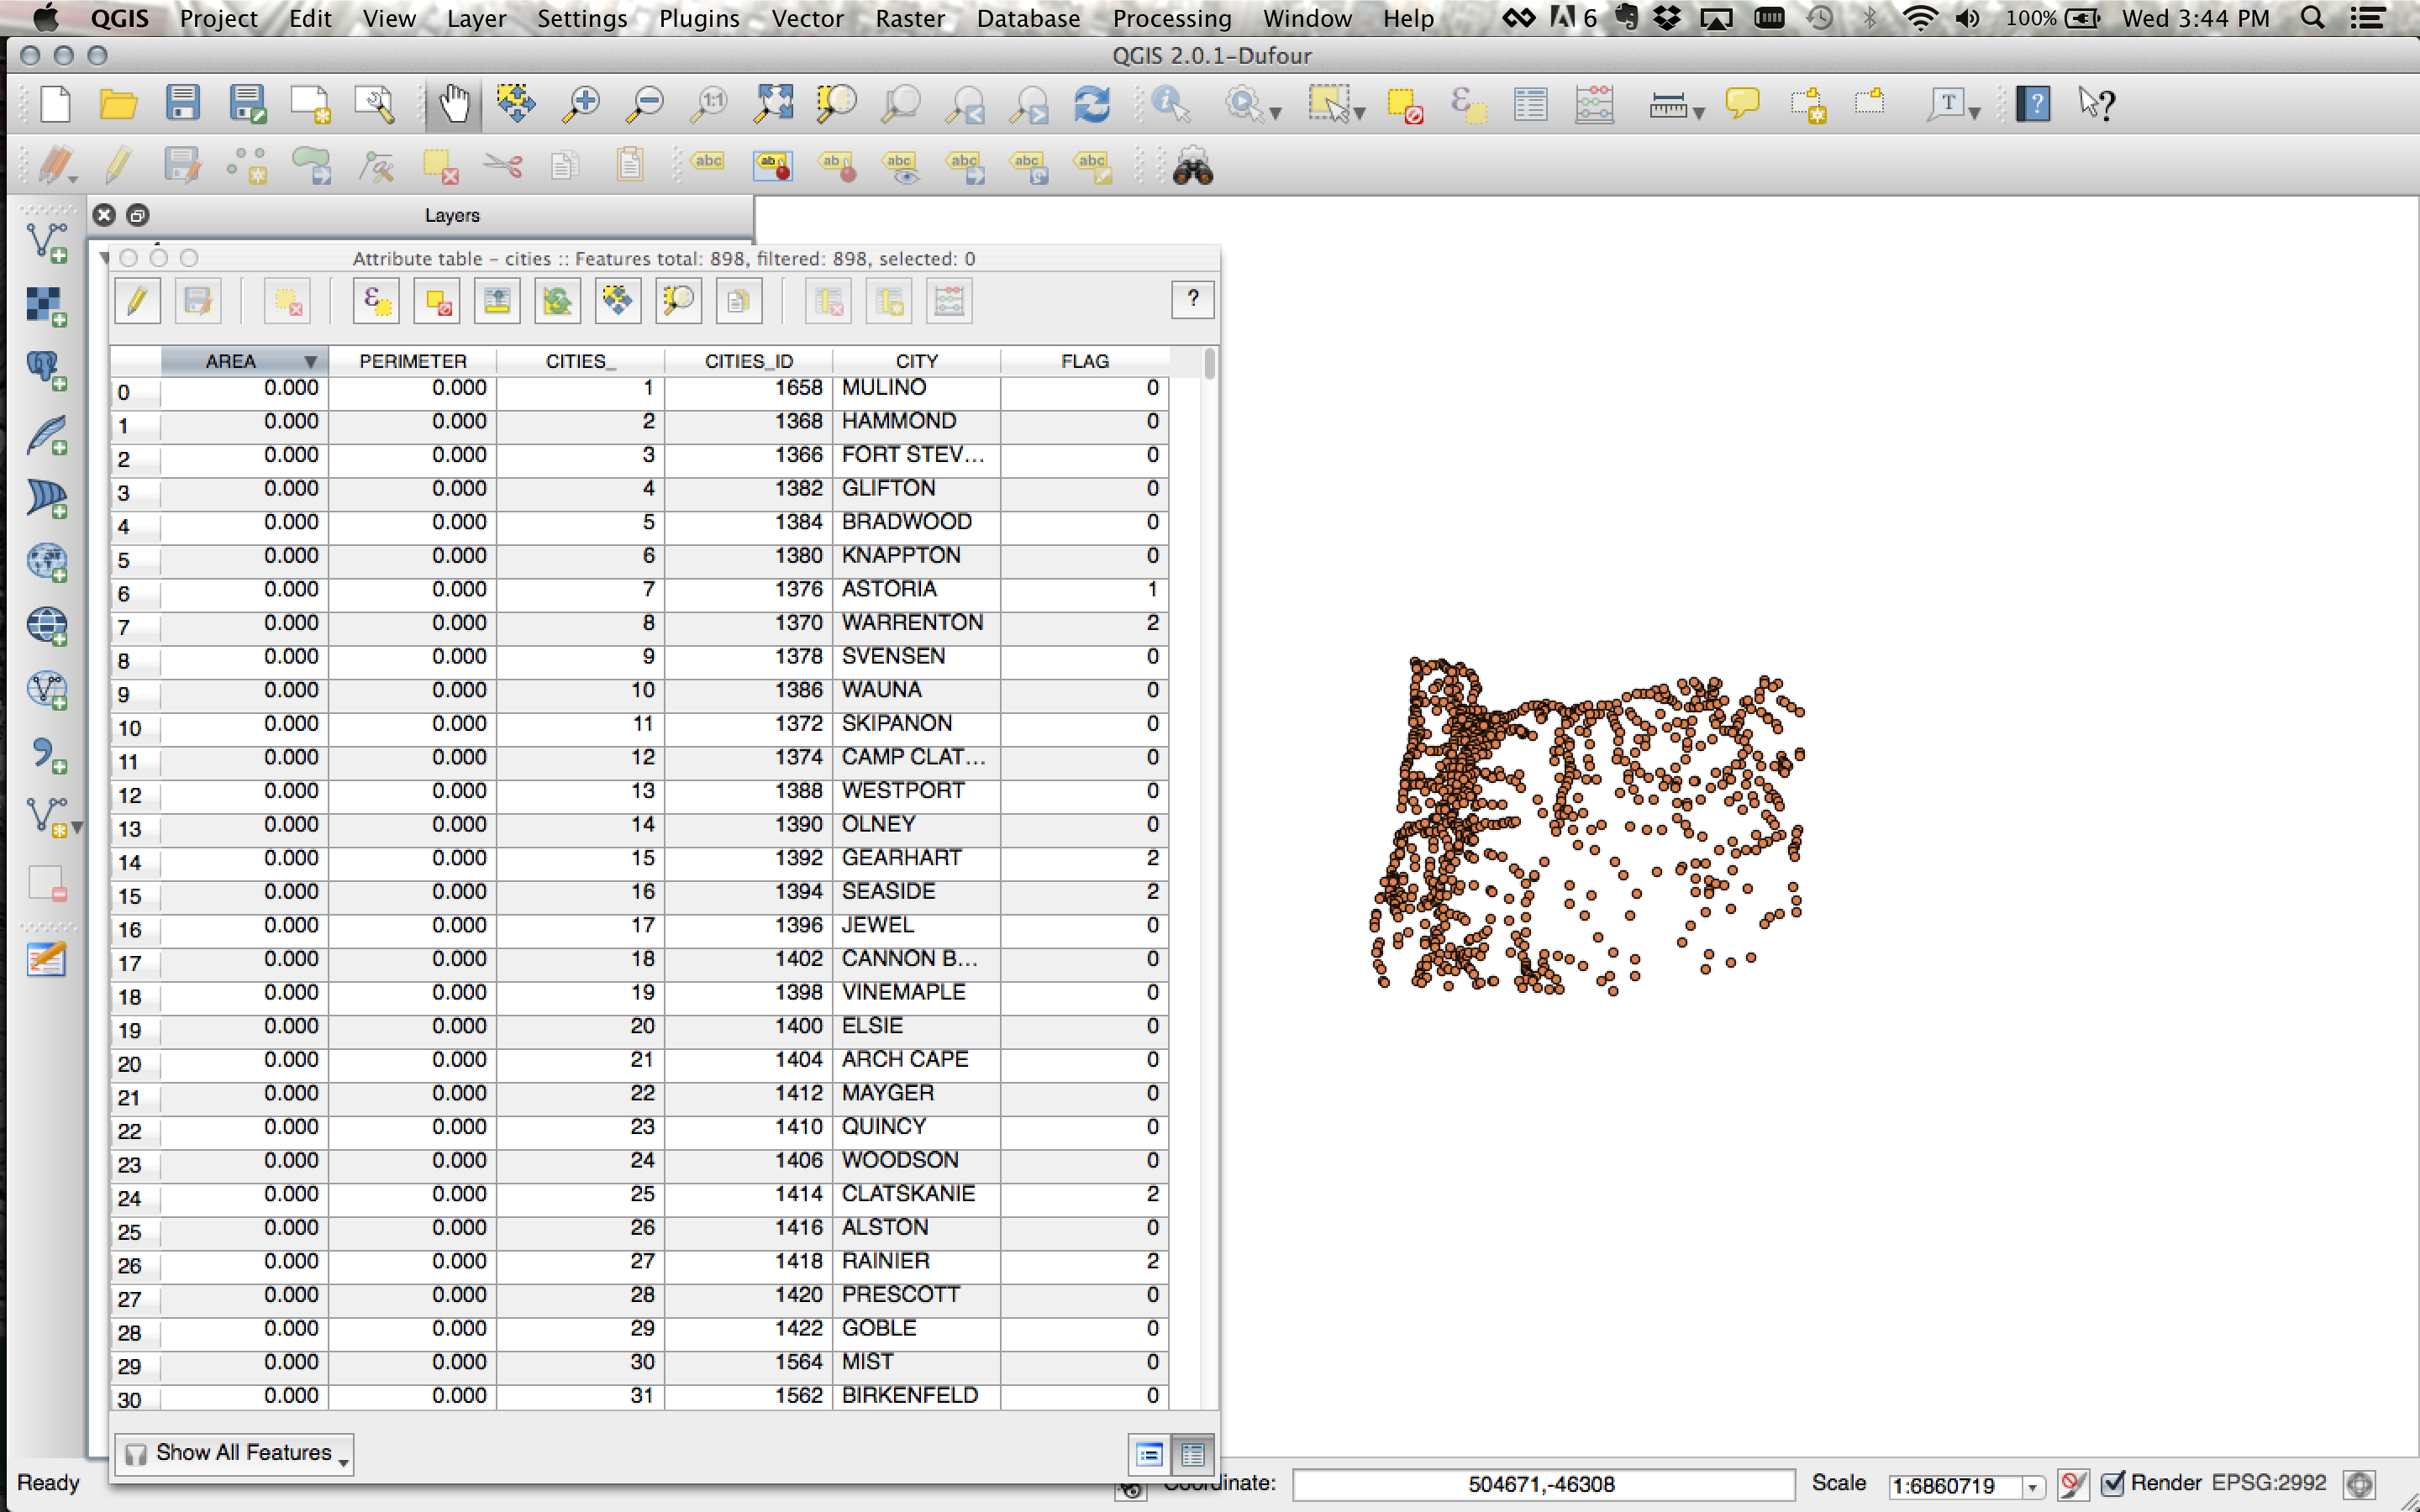 QGIS Project Edit View Layer Settings Plugins Vector Raster Database Processing Window Help 6 100% Wed 3:44 PM
QGIS 2.0.1-Dufour
1:1 ε T ? ?
abc ab ab abc abc abc abc
Layers
Attribute table - cities :: Features total: 898, filtered: 898, selected: 0
ε ?
AREA PERIMETER CITIES_ CITIES_ID CITY FLAG
0 0.000 0.000 1 1658 MULINO 0
1 0.000 0.000 2 1368 HAMMOND 0
2 0.000 0.000 3 1366 FORT STEV... 0
3 0.000 0.000 4 1382 GLIFTON 0
4 0.000 0.000 5 1384 BRADWOOD 0
5 0.000 0.000 6 1380 KNAPPTON 0
6 0.000 0.000 7 1376 ASTORIA 1
7 0.000 0.000 8 1370 WARRENTON 2
8 0.000 0.000 9 1378 SVENSEN 0
9 0.000 0.000 10 1386 WAUNA 0
10 0.000 0.000 11 1372 SKIPANON 0
11 0.000 0.000 12 1374 CAMP CLAT... 0
12 0.000 0.000 13 1388 WESTPORT 0
13 0.000 0.000 14 1390 OLNEY 0
14 0.000 0.000 15 1392 GEARHART 2
15 0.000 0.000 16 1394 SEASIDE 2
16 0.000 0.000 17 1396 JEWEL 0
17 0.000 0.000 18 1402 CANNON B... 0
18 0.000 0.000 19 1398 VINEMAPLE 0
19 0.000 0.000 20 1400 ELSIE 0
20 0.000 0.000 21 1404 ARCH CAPE 0
21 0.000 0.000 22 1412 MAYGER 0
22 0.000 0.000 23 1410 QUINCY 0
23 0.000 0.000 24 1406 WOODSON 0
24 0.000 0.000 25 1414 CLATSKANIE 2
25 0.000 0.000 26 1416 ALSTON 0
26 0.000 0.000 27 1418 RAINIER 2
27 0.000 0.000 28 1420 PRESCOTT 0
28 0.000 0.000 29 1422 GOBLE 0
29 0.000 0.000 30 1564 MIST 0
30 0.000 0.000 31 1562 BIRKENFELD 0
Show All Features
Ready Coordinate: 504671,-46308 Scale 1:6860719 Render EPSG:2992